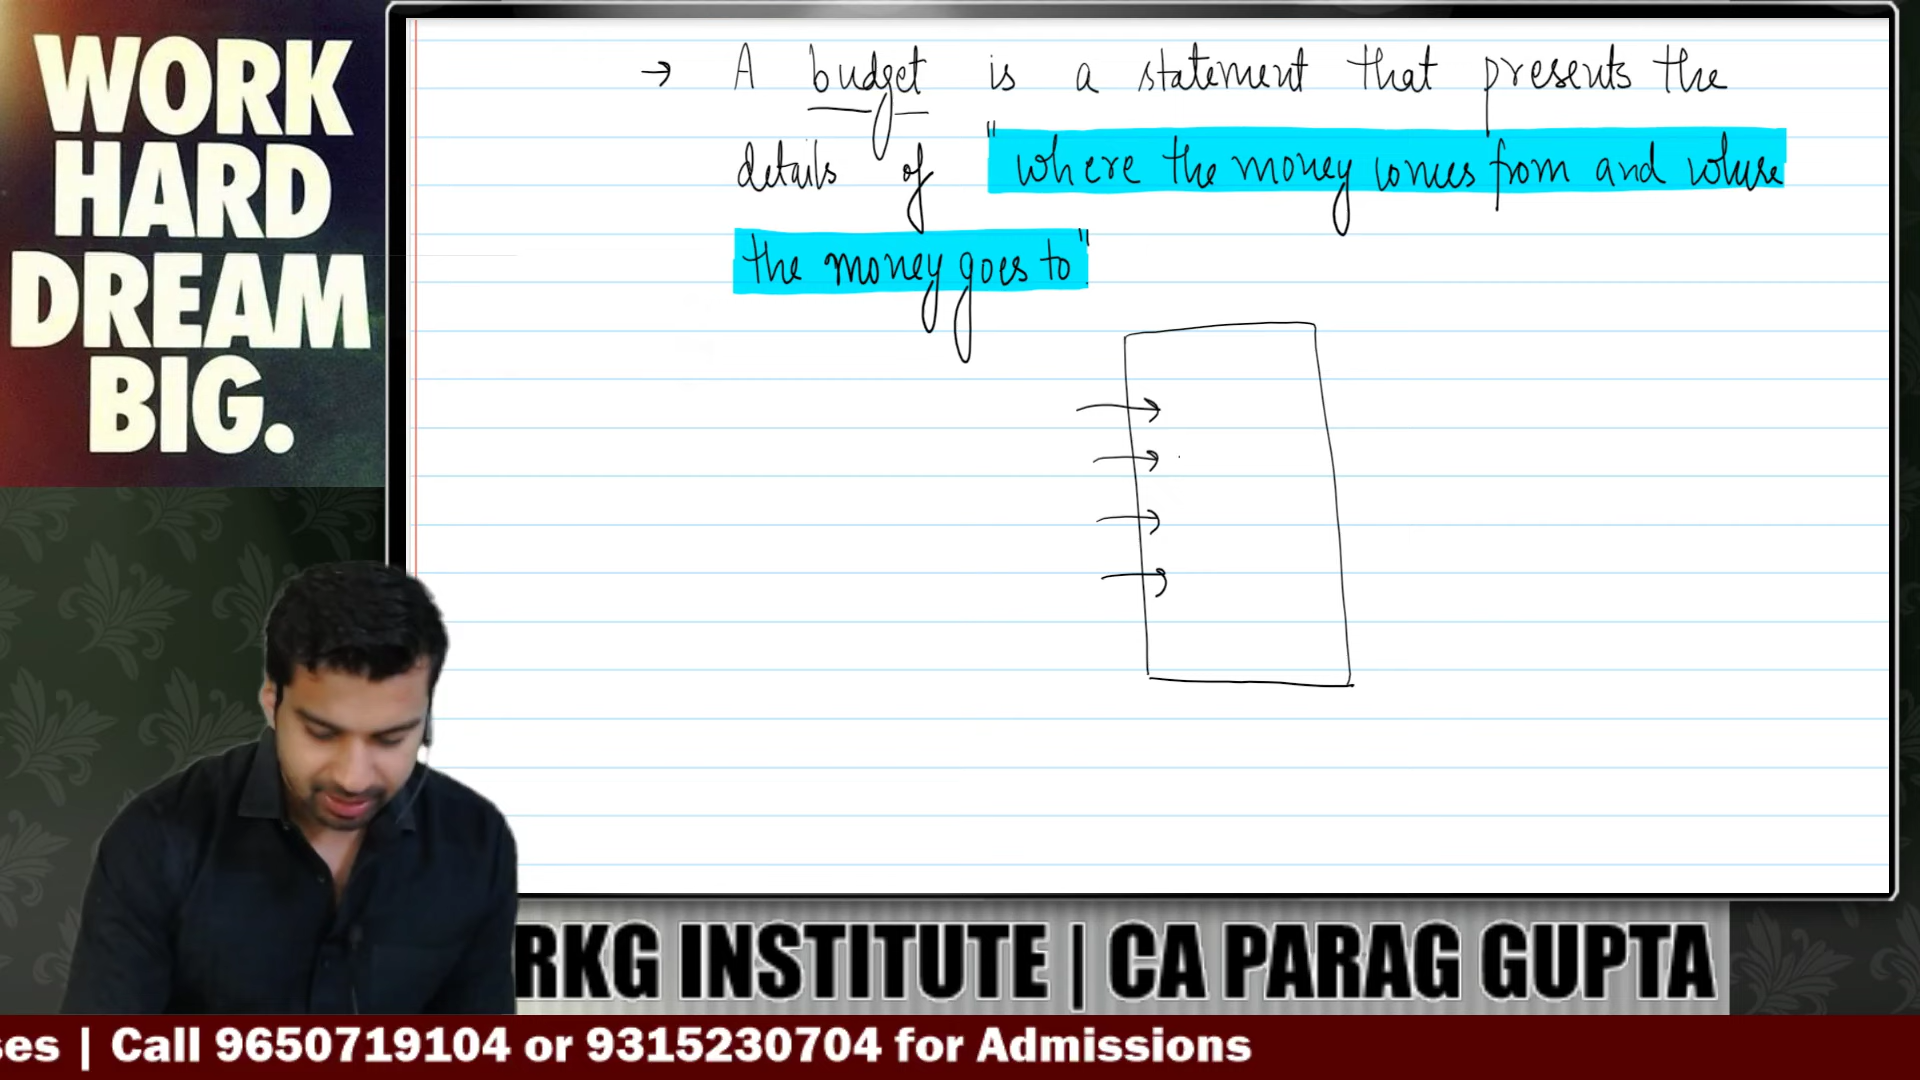 WORK
HARD
DREAM
BIG.
→ A budget is a statement that presents the
details of "where the money comes from and where
the money goes to"
RKG INSTITUTE | CA PARAG GUPTA
ses | Call 9650719104 or 9315230704 for Admissions